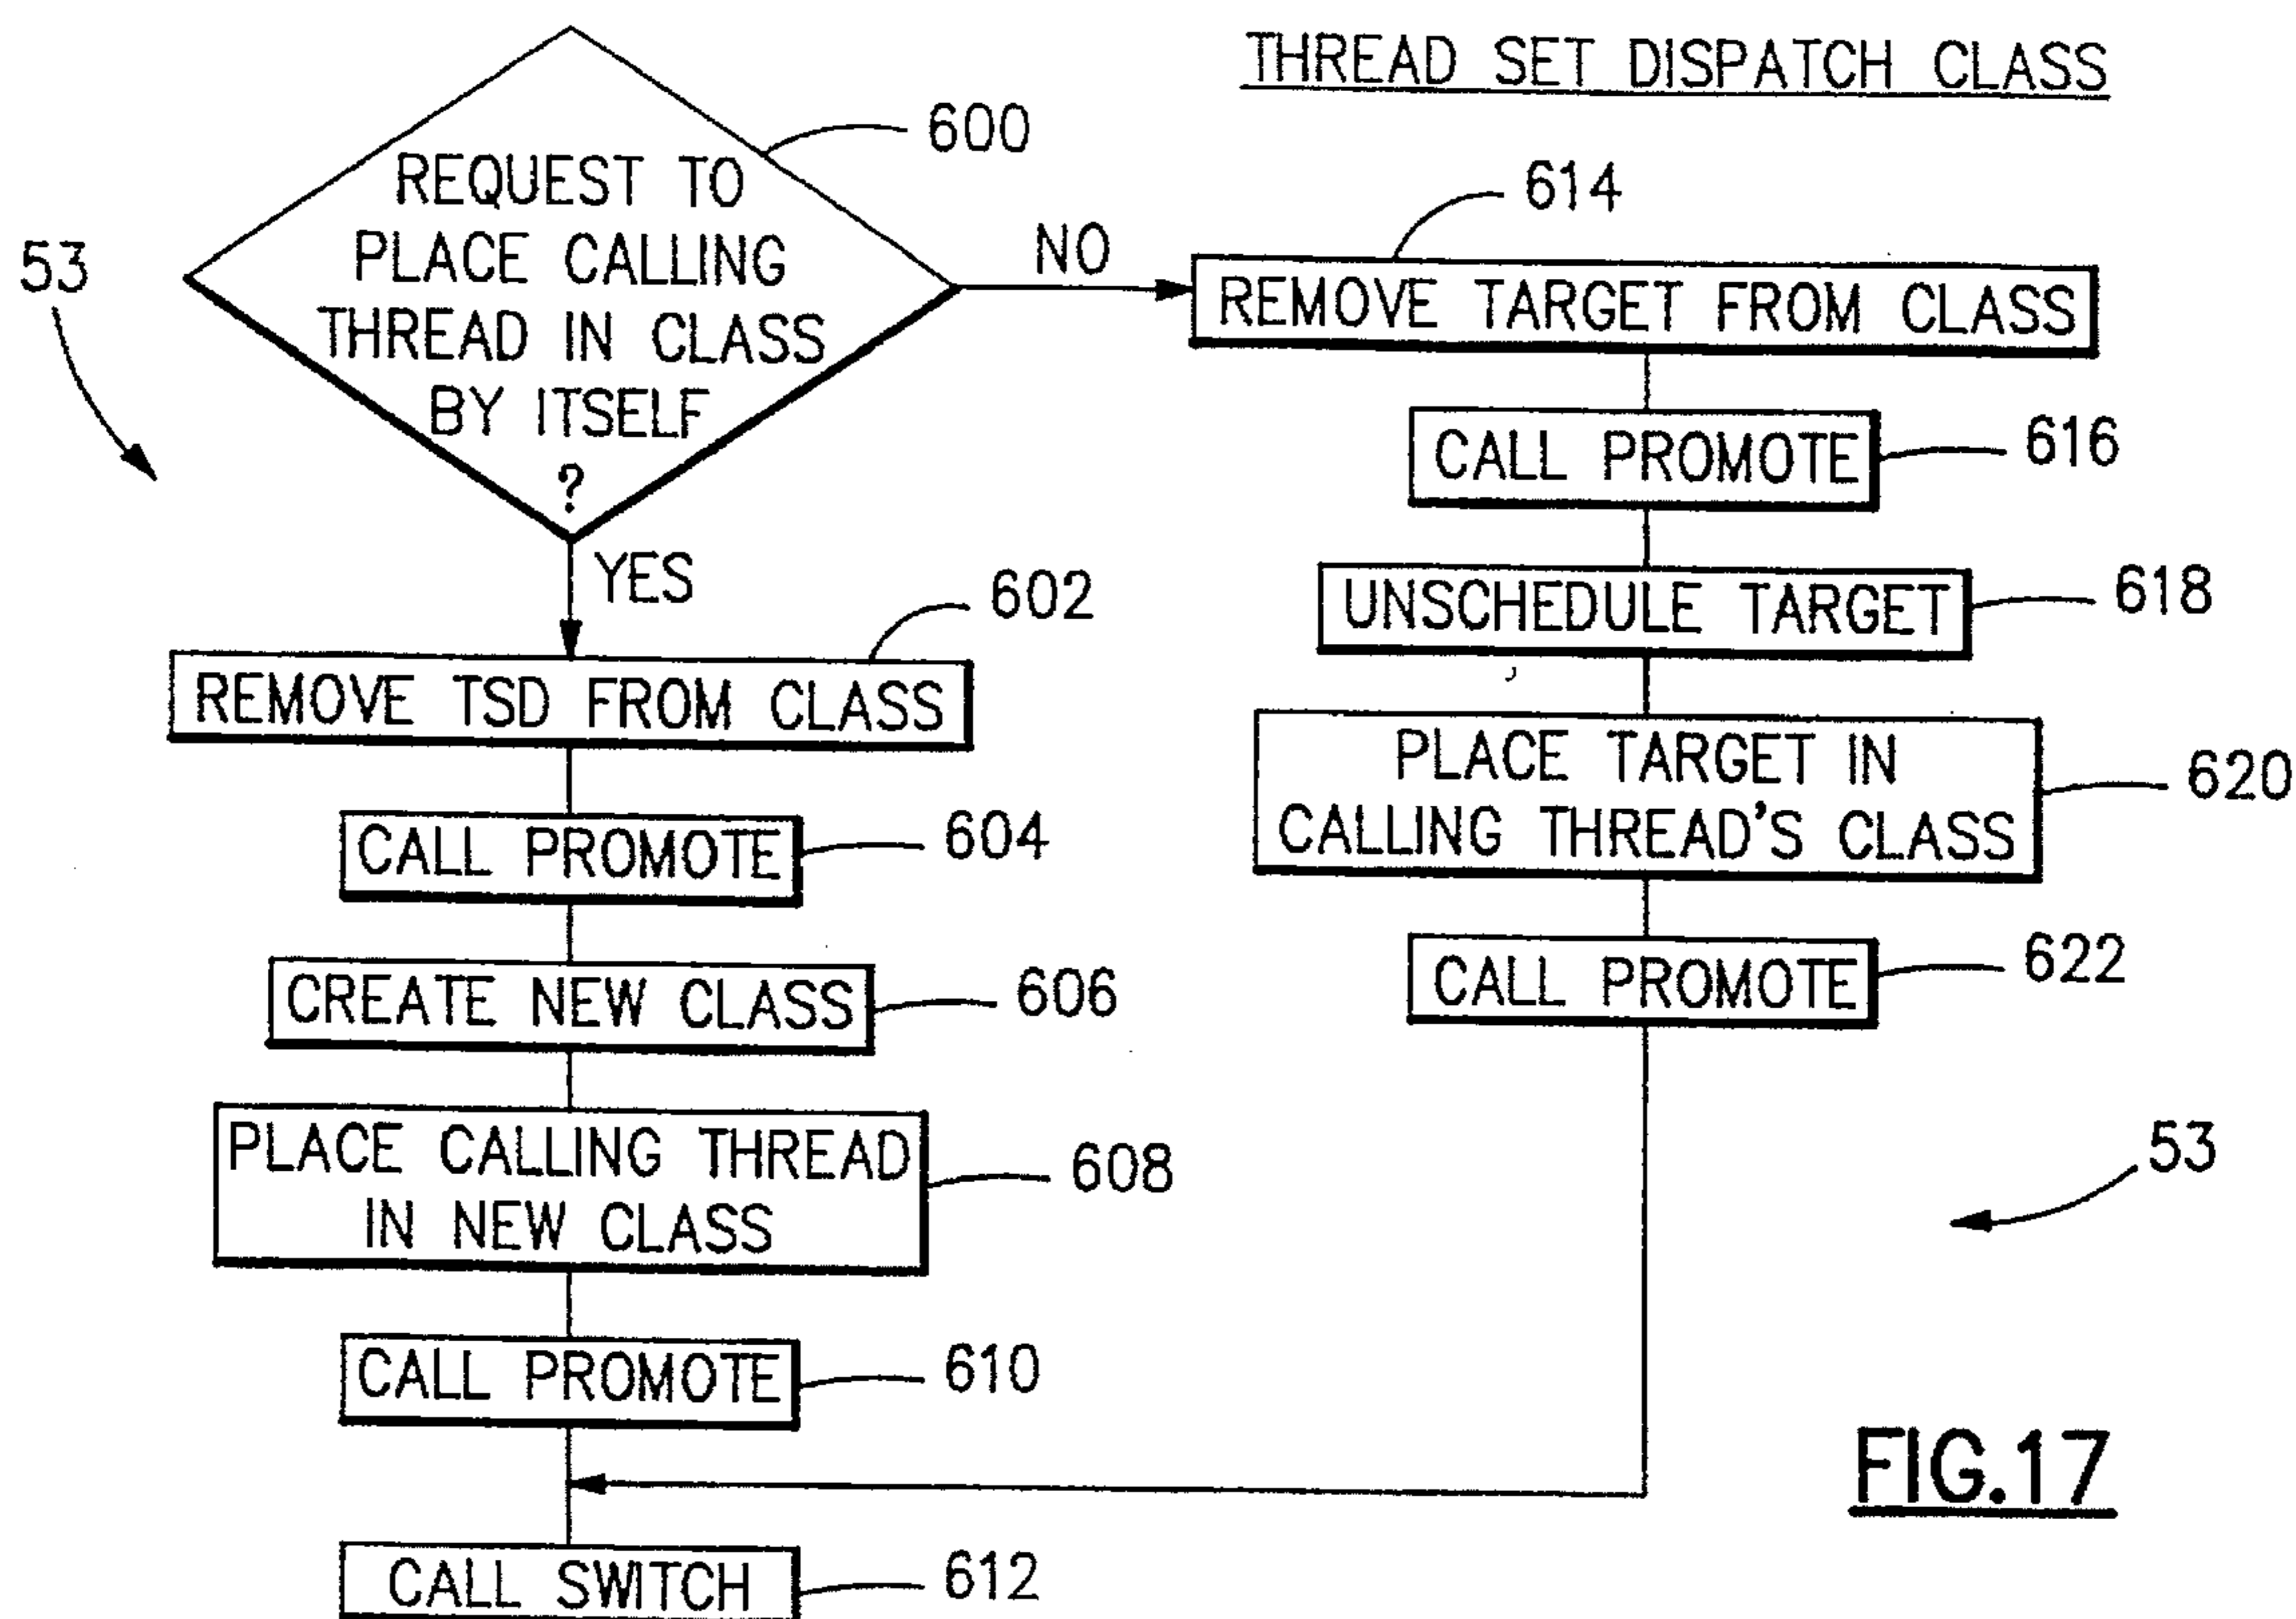 THREAD SET DISPATCH CLASS
600
REQUEST TO
PLACE CALLING
THREAD IN CLASS
BY ITSELF
?
53
NO
YES
602
REMOVE TSD FROM CLASS
CALL PROMOTE
604
CREATE NEW CLASS
606
PLACE CALLING THREAD
IN NEW CLASS
608
CALL PROMOTE
610
CALL SWITCH
612
614
REMOVE TARGET FROM CLASS
CALL PROMOTE
616
UNSCHEDULE TARGET
618
PLACE TARGET IN
CALLING THREAD'S CLASS
620
CALL PROMOTE
622
53
FIG.17